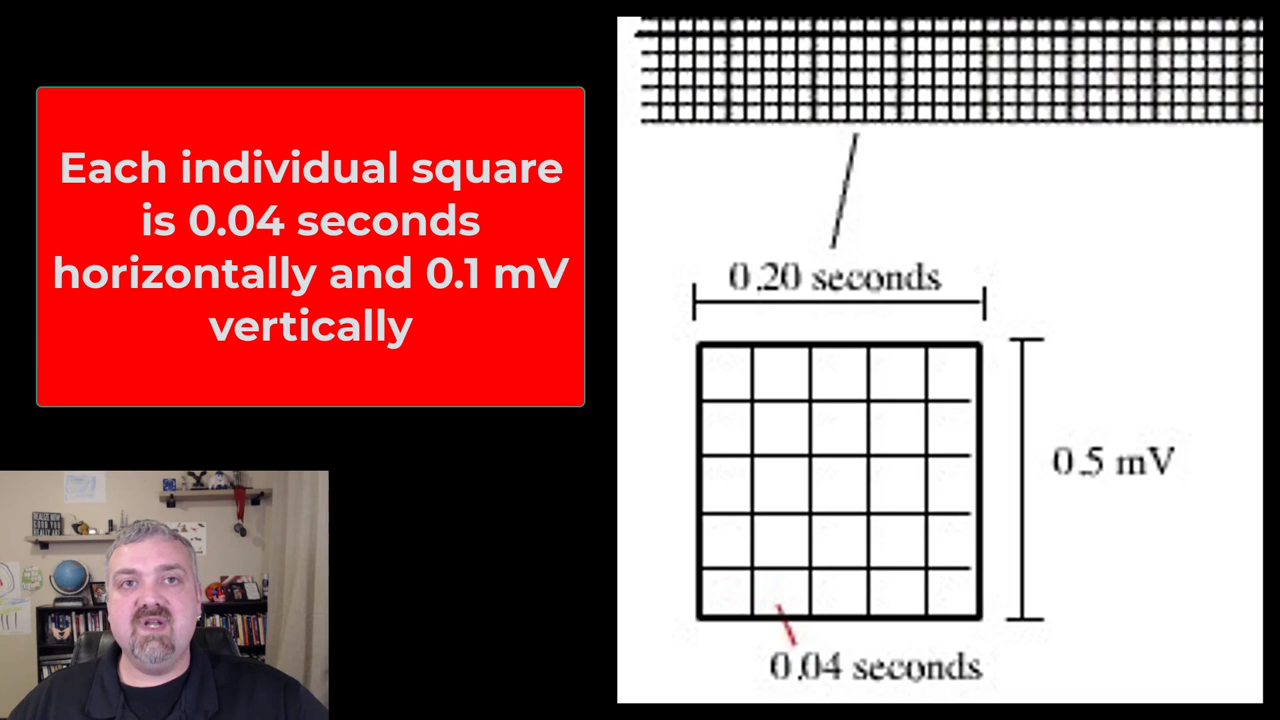 Each individual square
is 0.04 seconds
horizontally and 0.1 mV
vertically
0.20 seconds
0.5 mV
0.04 seconds